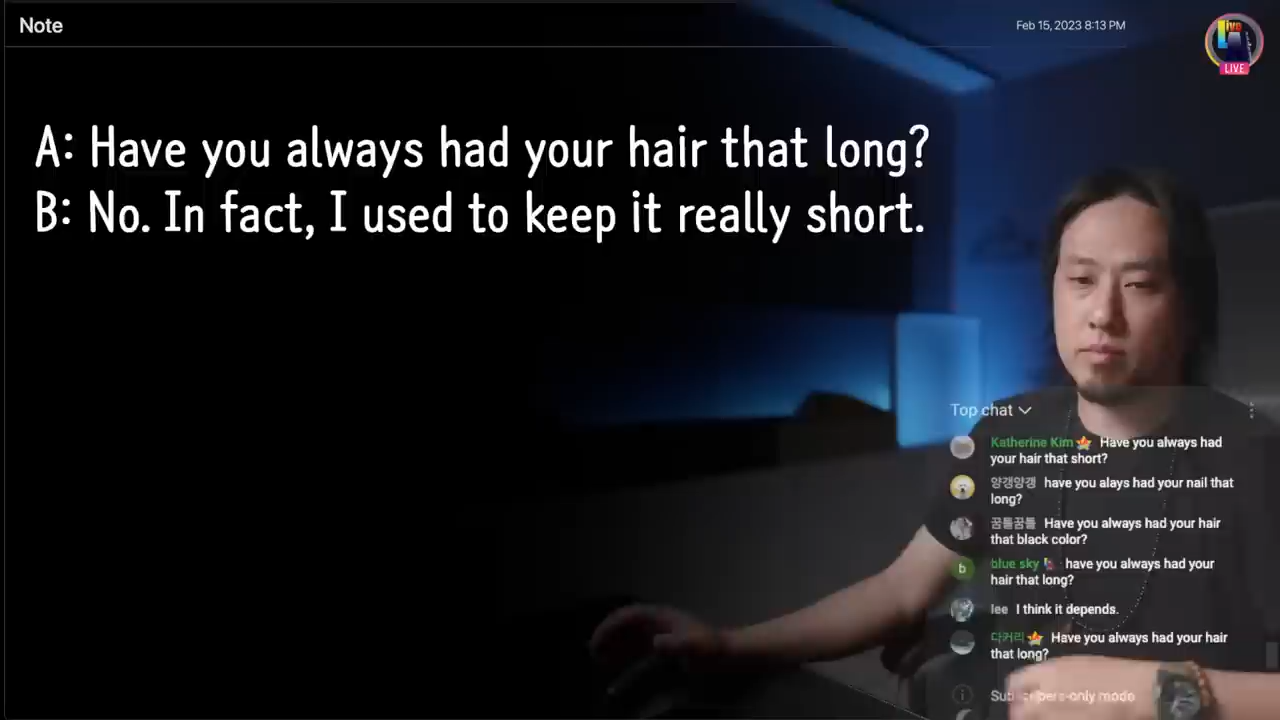 Note
Feb 15, 2023 8:13 PM
Live
LIVE
A: Have you always had your hair that long?
B: No. In fact, I used to keep it really short.
Top chat
Katherine Kim Have you always had
your hair that short?
양갱양갱 have you alays had your nail that
long?
꿈틀꿈틀 Have you always had your hair
that black color?
b
blue sky have you always had your
hair that long?
lee I think it depends.
다커리 Have you always had your hair
that long?
Subscribers-only mode